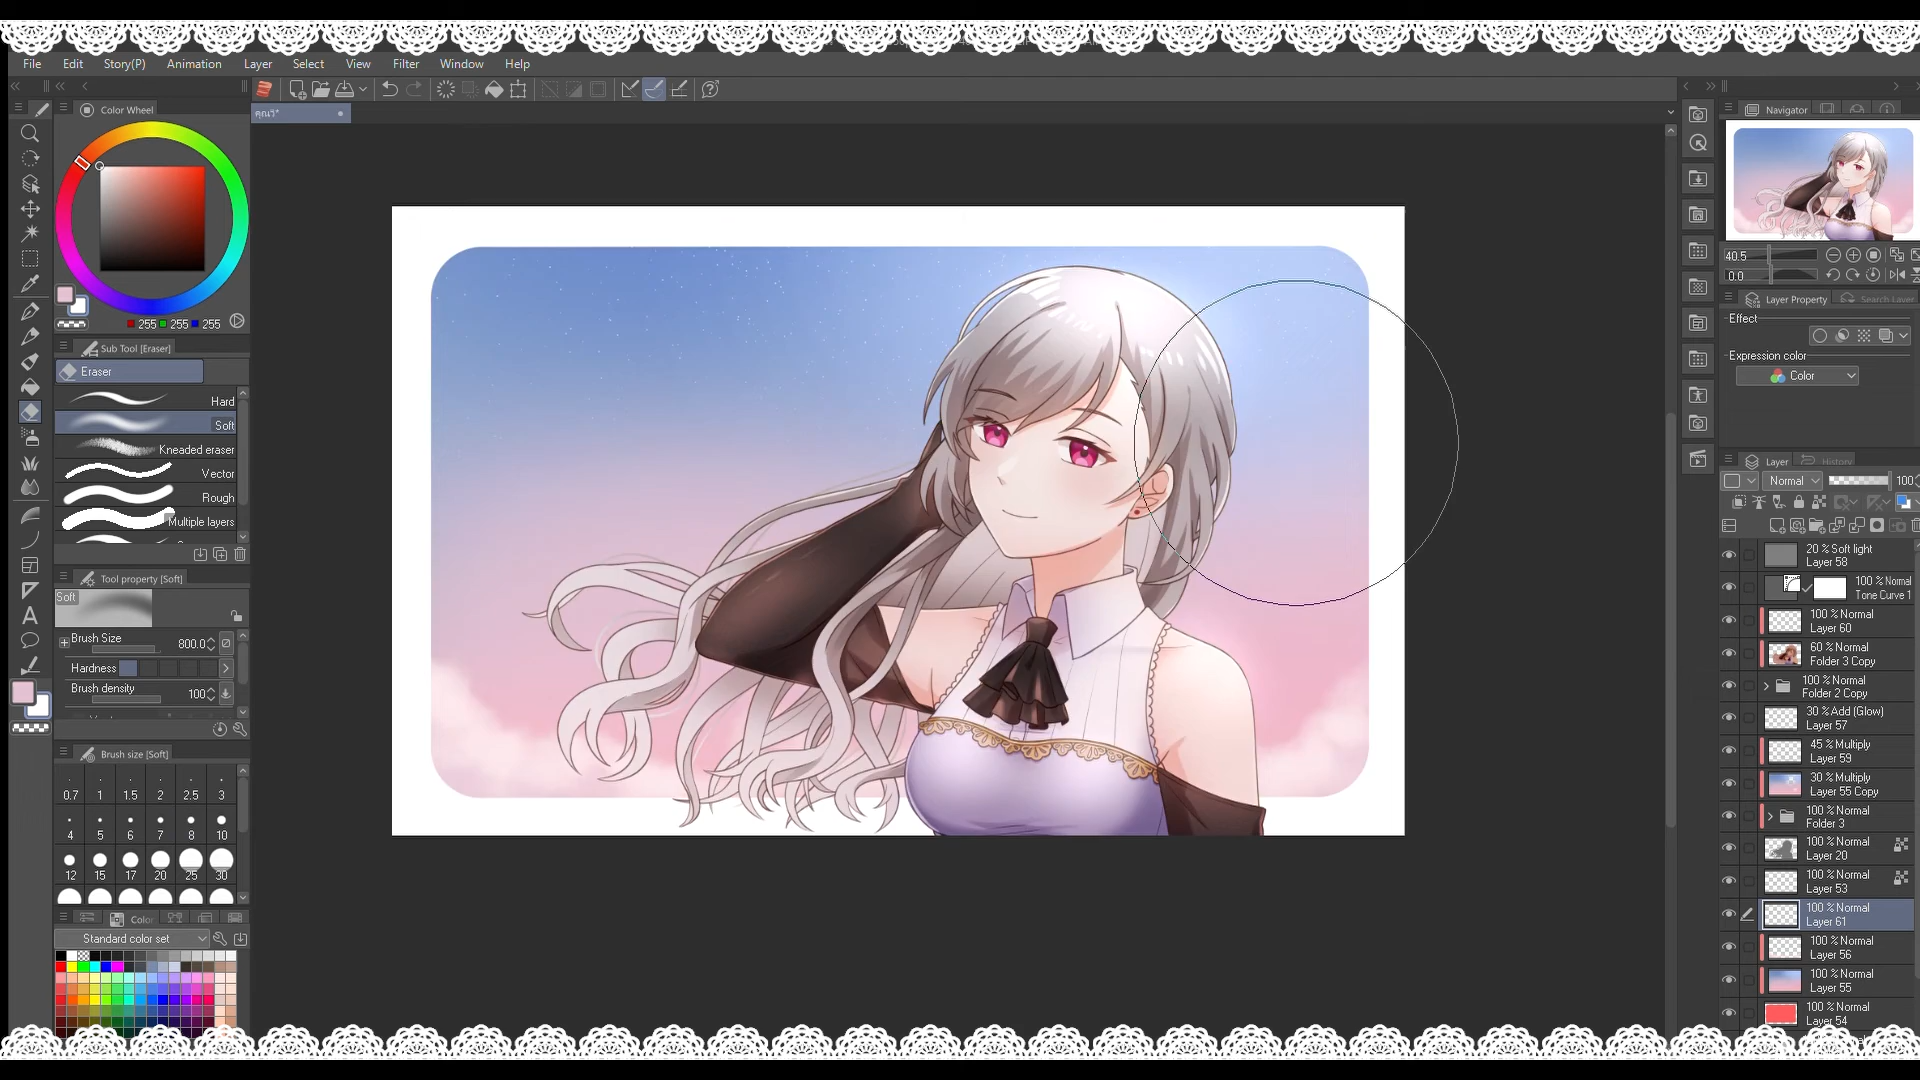 File Edit Story(P) Animation Layer Select View Filter Window Help
Color Wheel
คุณวิ*
Navigator
40.5
0.0
255 255 255
Layer Property Search Layer
Effect
Expression color
Color
Sub Tool [Eraser]
Eraser
Hard
Soft
Kneaded eraser
Vector
Rough
Multiple layers
Tool property [Soft]
Soft
Brush Size 800.0
Hardness
Brush density 100
Brush size [Soft]
0.7 1 1.5 2 2.5 3
4 5 6 7 8 10
12 15 17 20 25 30
Color
Standard color set
Layer History
Normal 100
20 % Soft light
Layer 58
100 % Normal
Tone Curve 1
100 % Normal
Layer 60
60 % Normal
Folder 3 Copy
100 % Normal
Folder 2 Copy
30 % Add (Glow)
Layer 57
45 % Multiply
Layer 59
30 % Multiply
Layer 55 Copy
100 % Normal
Folder 3
100 % Normal
Layer 20
100 % Normal
Layer 53
100 % Normal
Layer 61
100 % Normal
Layer 56
100 % Normal
Layer 55
100 % Normal
Layer 54